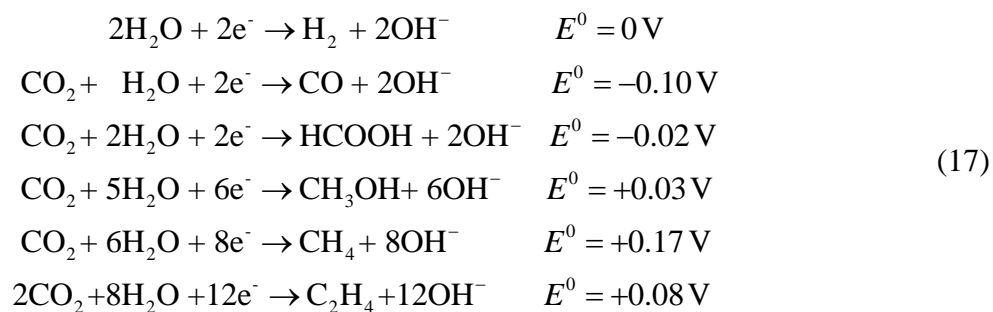 2H₂O + 2e⁻ → H₂ + 2OH⁻ E⁰ = 0 V
CO₂ + H₂O + 2e⁻ → CO + 2OH⁻ E⁰ = −0.10 V
CO₂ + 2H₂O + 2e⁻ → HCOOH + 2OH⁻ E⁰ = −0.02 V
(17)
CO₂ + 5H₂O + 6e⁻ → CH₃OH + 6OH⁻ E⁰ = +0.03 V
CO₂ + 6H₂O + 8e⁻ → CH₄ + 8OH⁻ E⁰ = +0.17 V
2CO₂ +8H₂O +12e⁻ → C₂H₄ +12OH⁻ E⁰ = +0.08 V